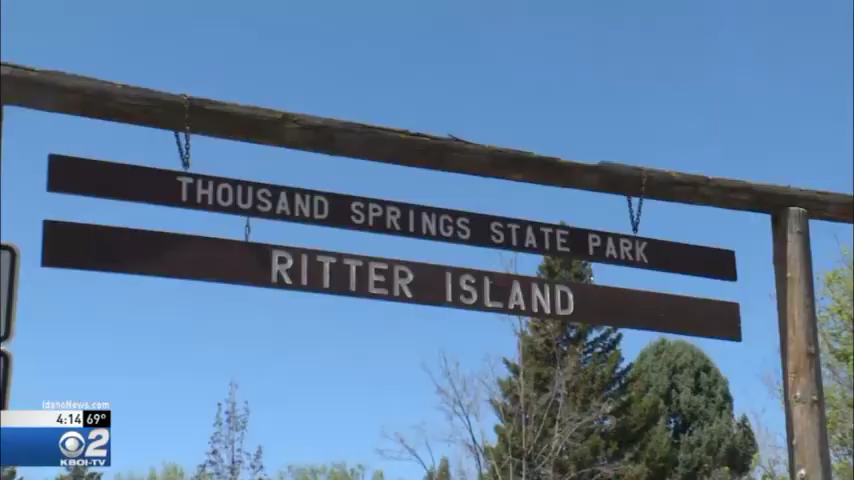 THOUSAND SPRINGS STATE PARK
RITTER ISLAND
IdahoNews.com
4:14 69°
2
KBOI-TV